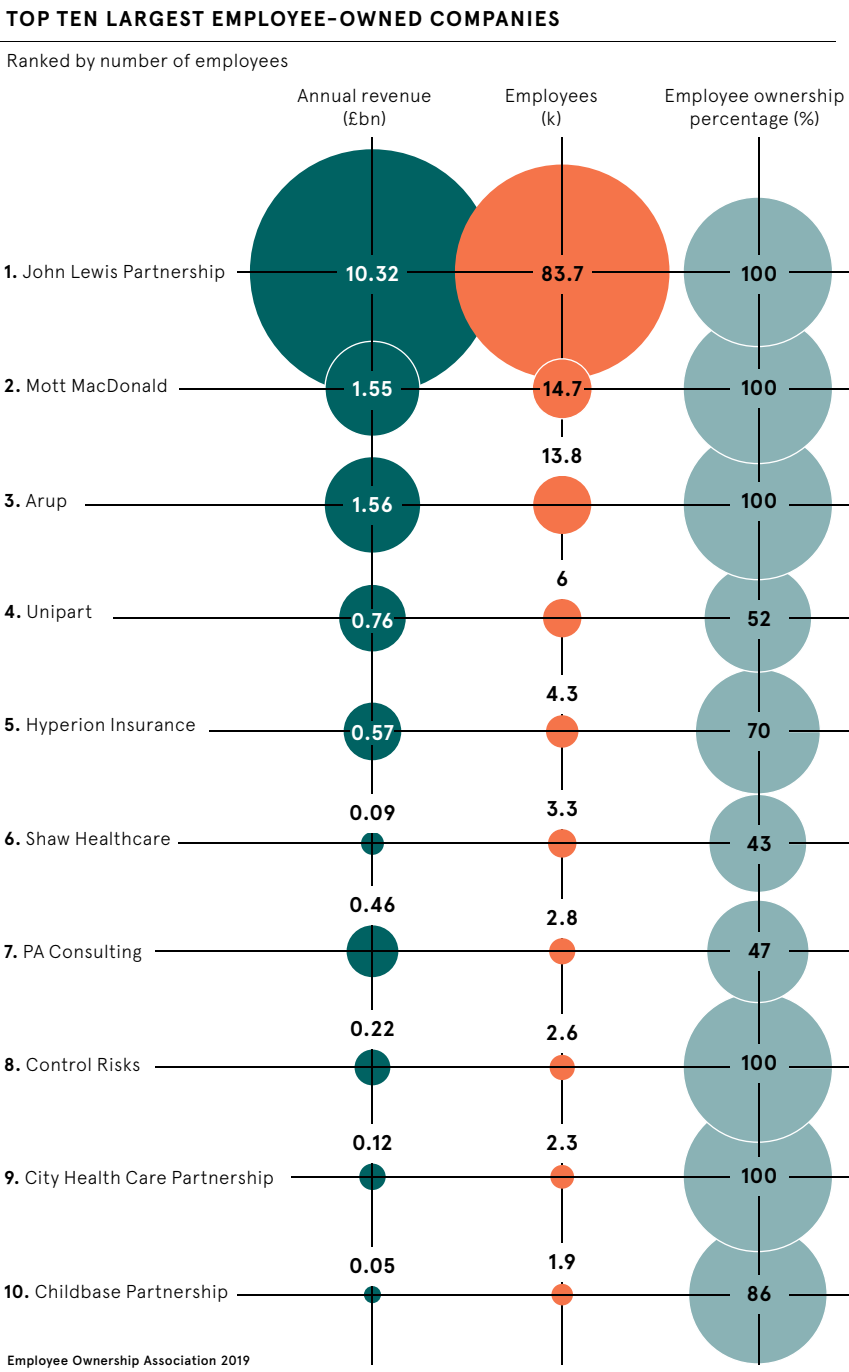 TOP TEN LARGEST EMPLOYEE-OWNED COMPANIES
Ranked by number of employees
Annual revenue
(£bn)
Employees
(k)
Employee ownership
percentage (%)
1. John Lewis Partnership 10.32 83.7 100
2. Mott MacDonald 1.55 14.7 100
3. Arup 1.56 13.8 100
4. Unipart 0.76 6 52
5. Hyperion Insurance 0.57 4.3 70
6. Shaw Healthcare 0.09 3.3 43
7. PA Consulting 0.46 2.8 47
8. Control Risks 0.22 2.6 100
9. City Health Care Partnership 0.12 2.3 100
10. Childbase Partnership 0.05 1.9 86
Employee Ownership Association 2019